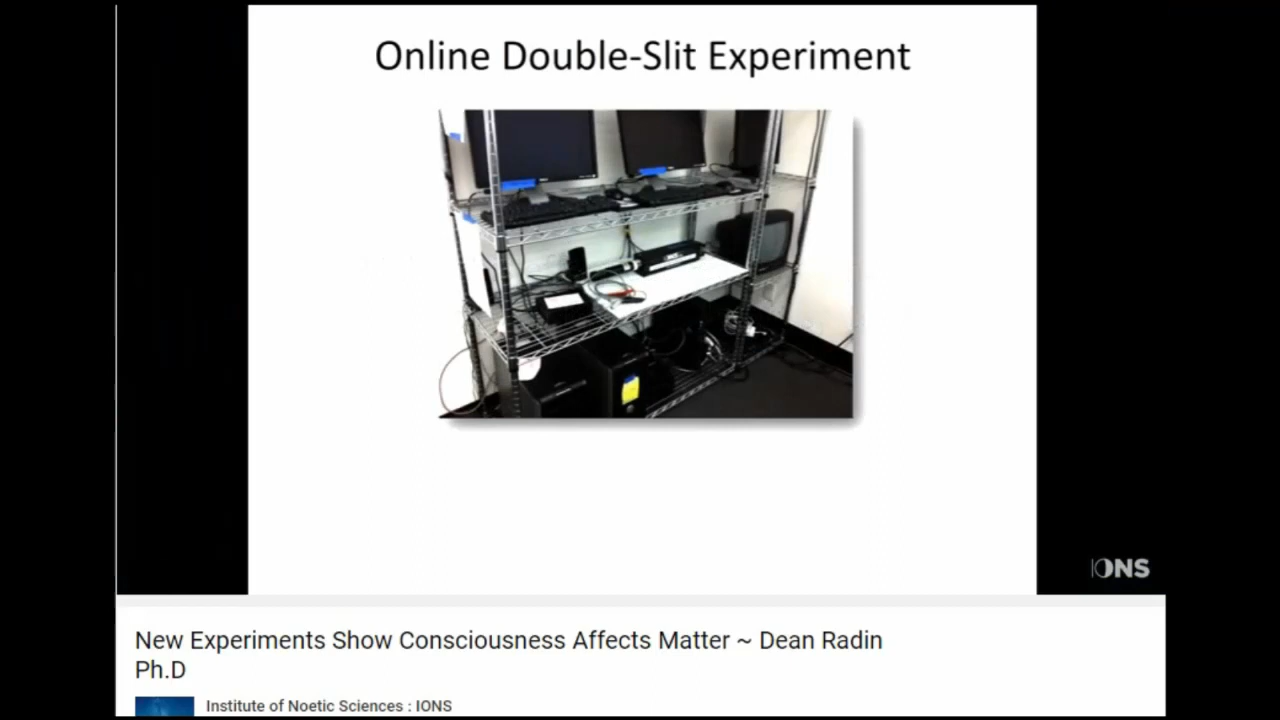 Online Double-Slit Experiment
IONS
New Experiments Show Consciousness Affects Matter ~ Dean Radin
Ph.D
Institute of Noetic Sciences : IONS